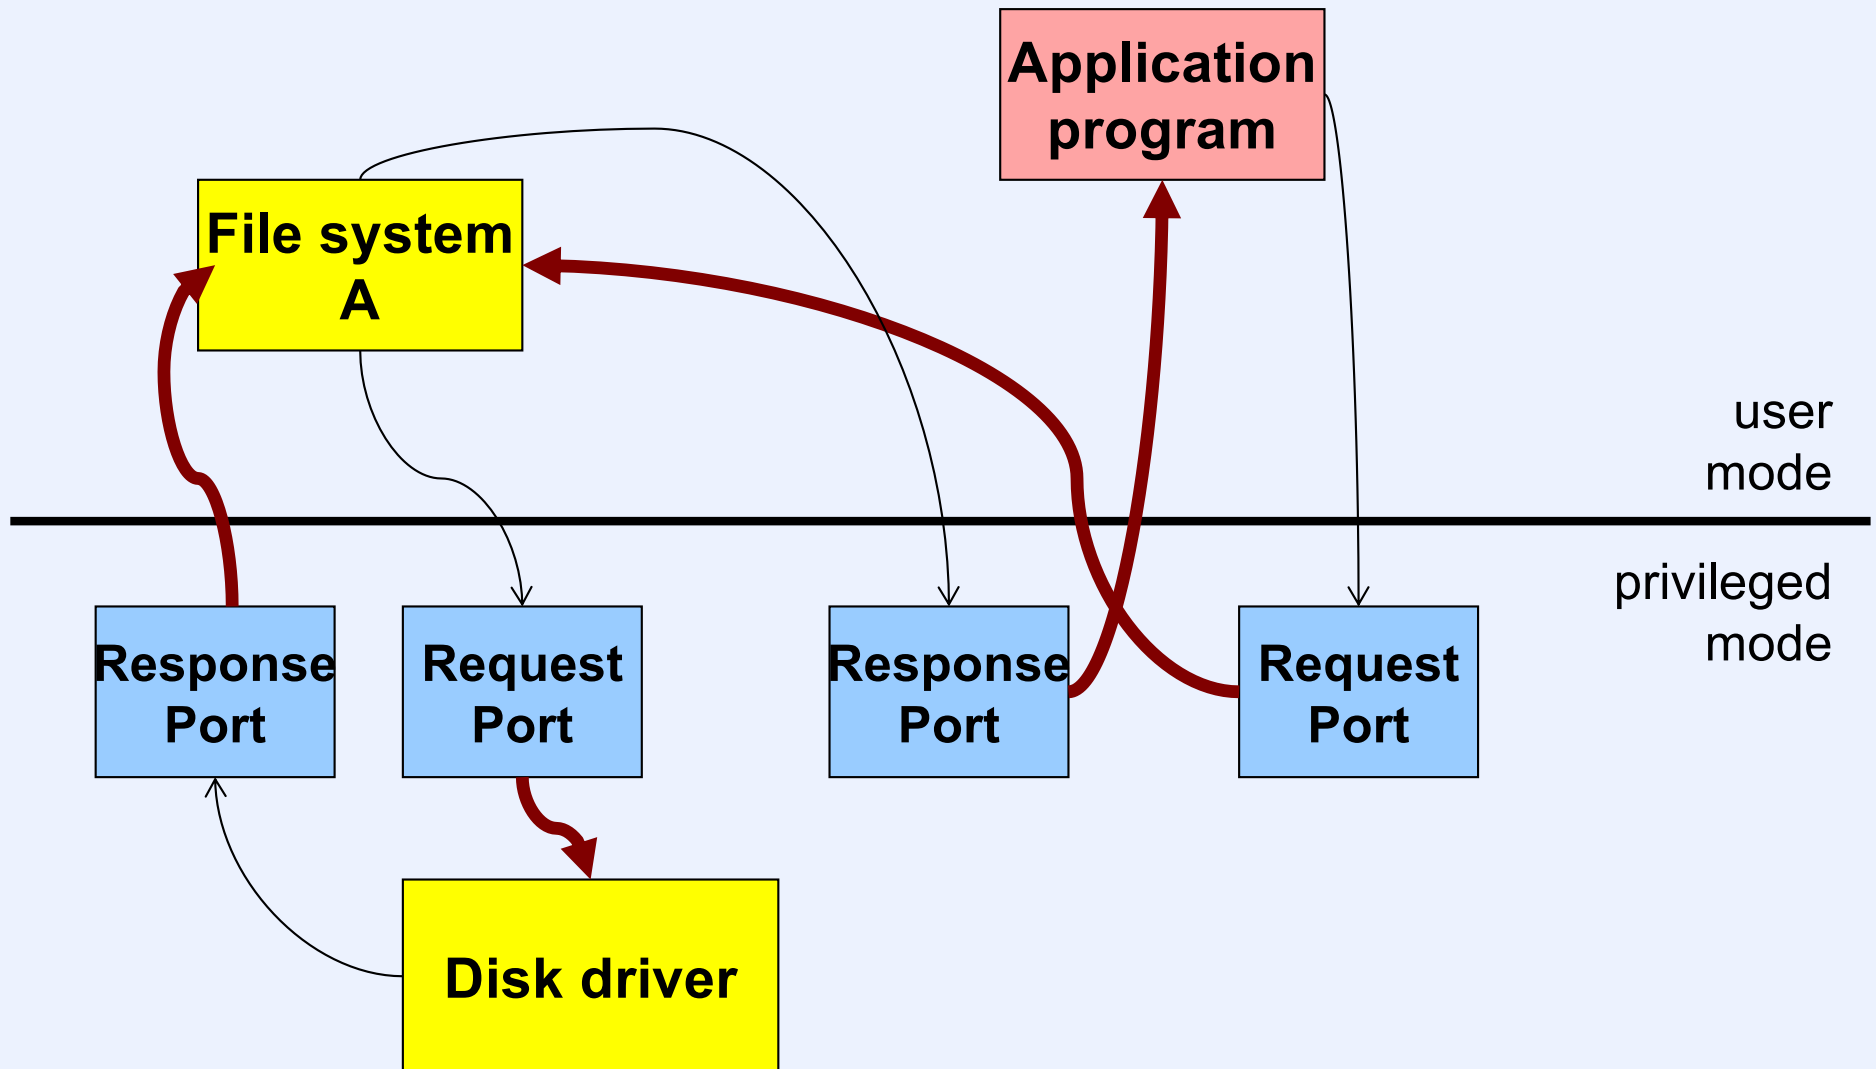 Application
program
File system
A
user
mode
privileged
mode
Response
Port
Request
Port
Response
Port
Request
Port
Disk driver